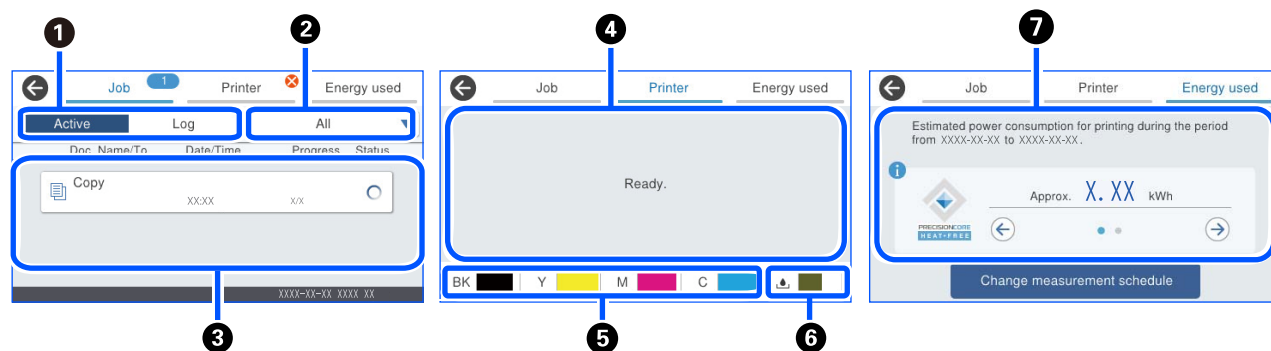 1
2
4
7
Job 1 Printer Energy used
Active Log All
Doc. Name/To Date/Time Progress Status
Copy
XX:XX X/X
XXXX-XX-XX XXXX XX
3
Job Printer Energy used
Ready.
BK Y M C
5
6
Job Printer Energy used
Estimated power consumption for printing during the period
from XXXX-XX-XX to XXXX-XX-XX.
i
Approx. X.XX kWh
PRECISIONCORE
HEAT-FREE
Change measurement schedule